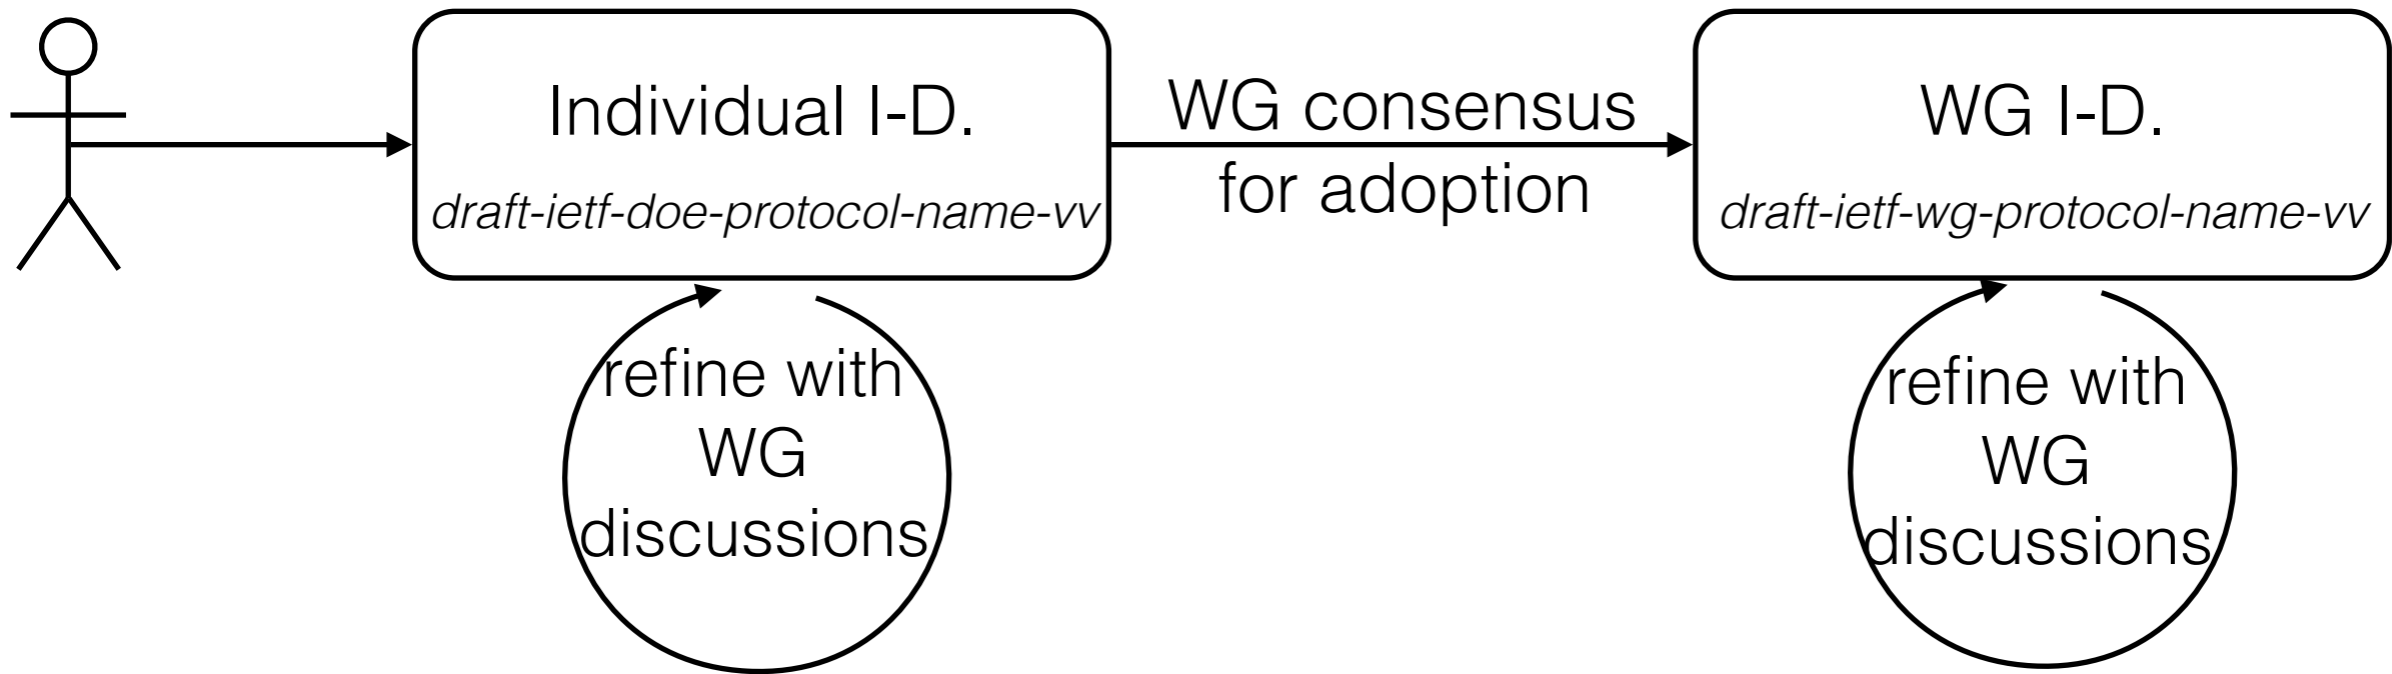 Individual I-D.
draft-ietf-doe-protocol-name-vv
WG consensus
for adoption
WG I-D.
draft-ietf-wg-protocol-name-vv
refine with
WG
discussions
refine with
WG
discussions